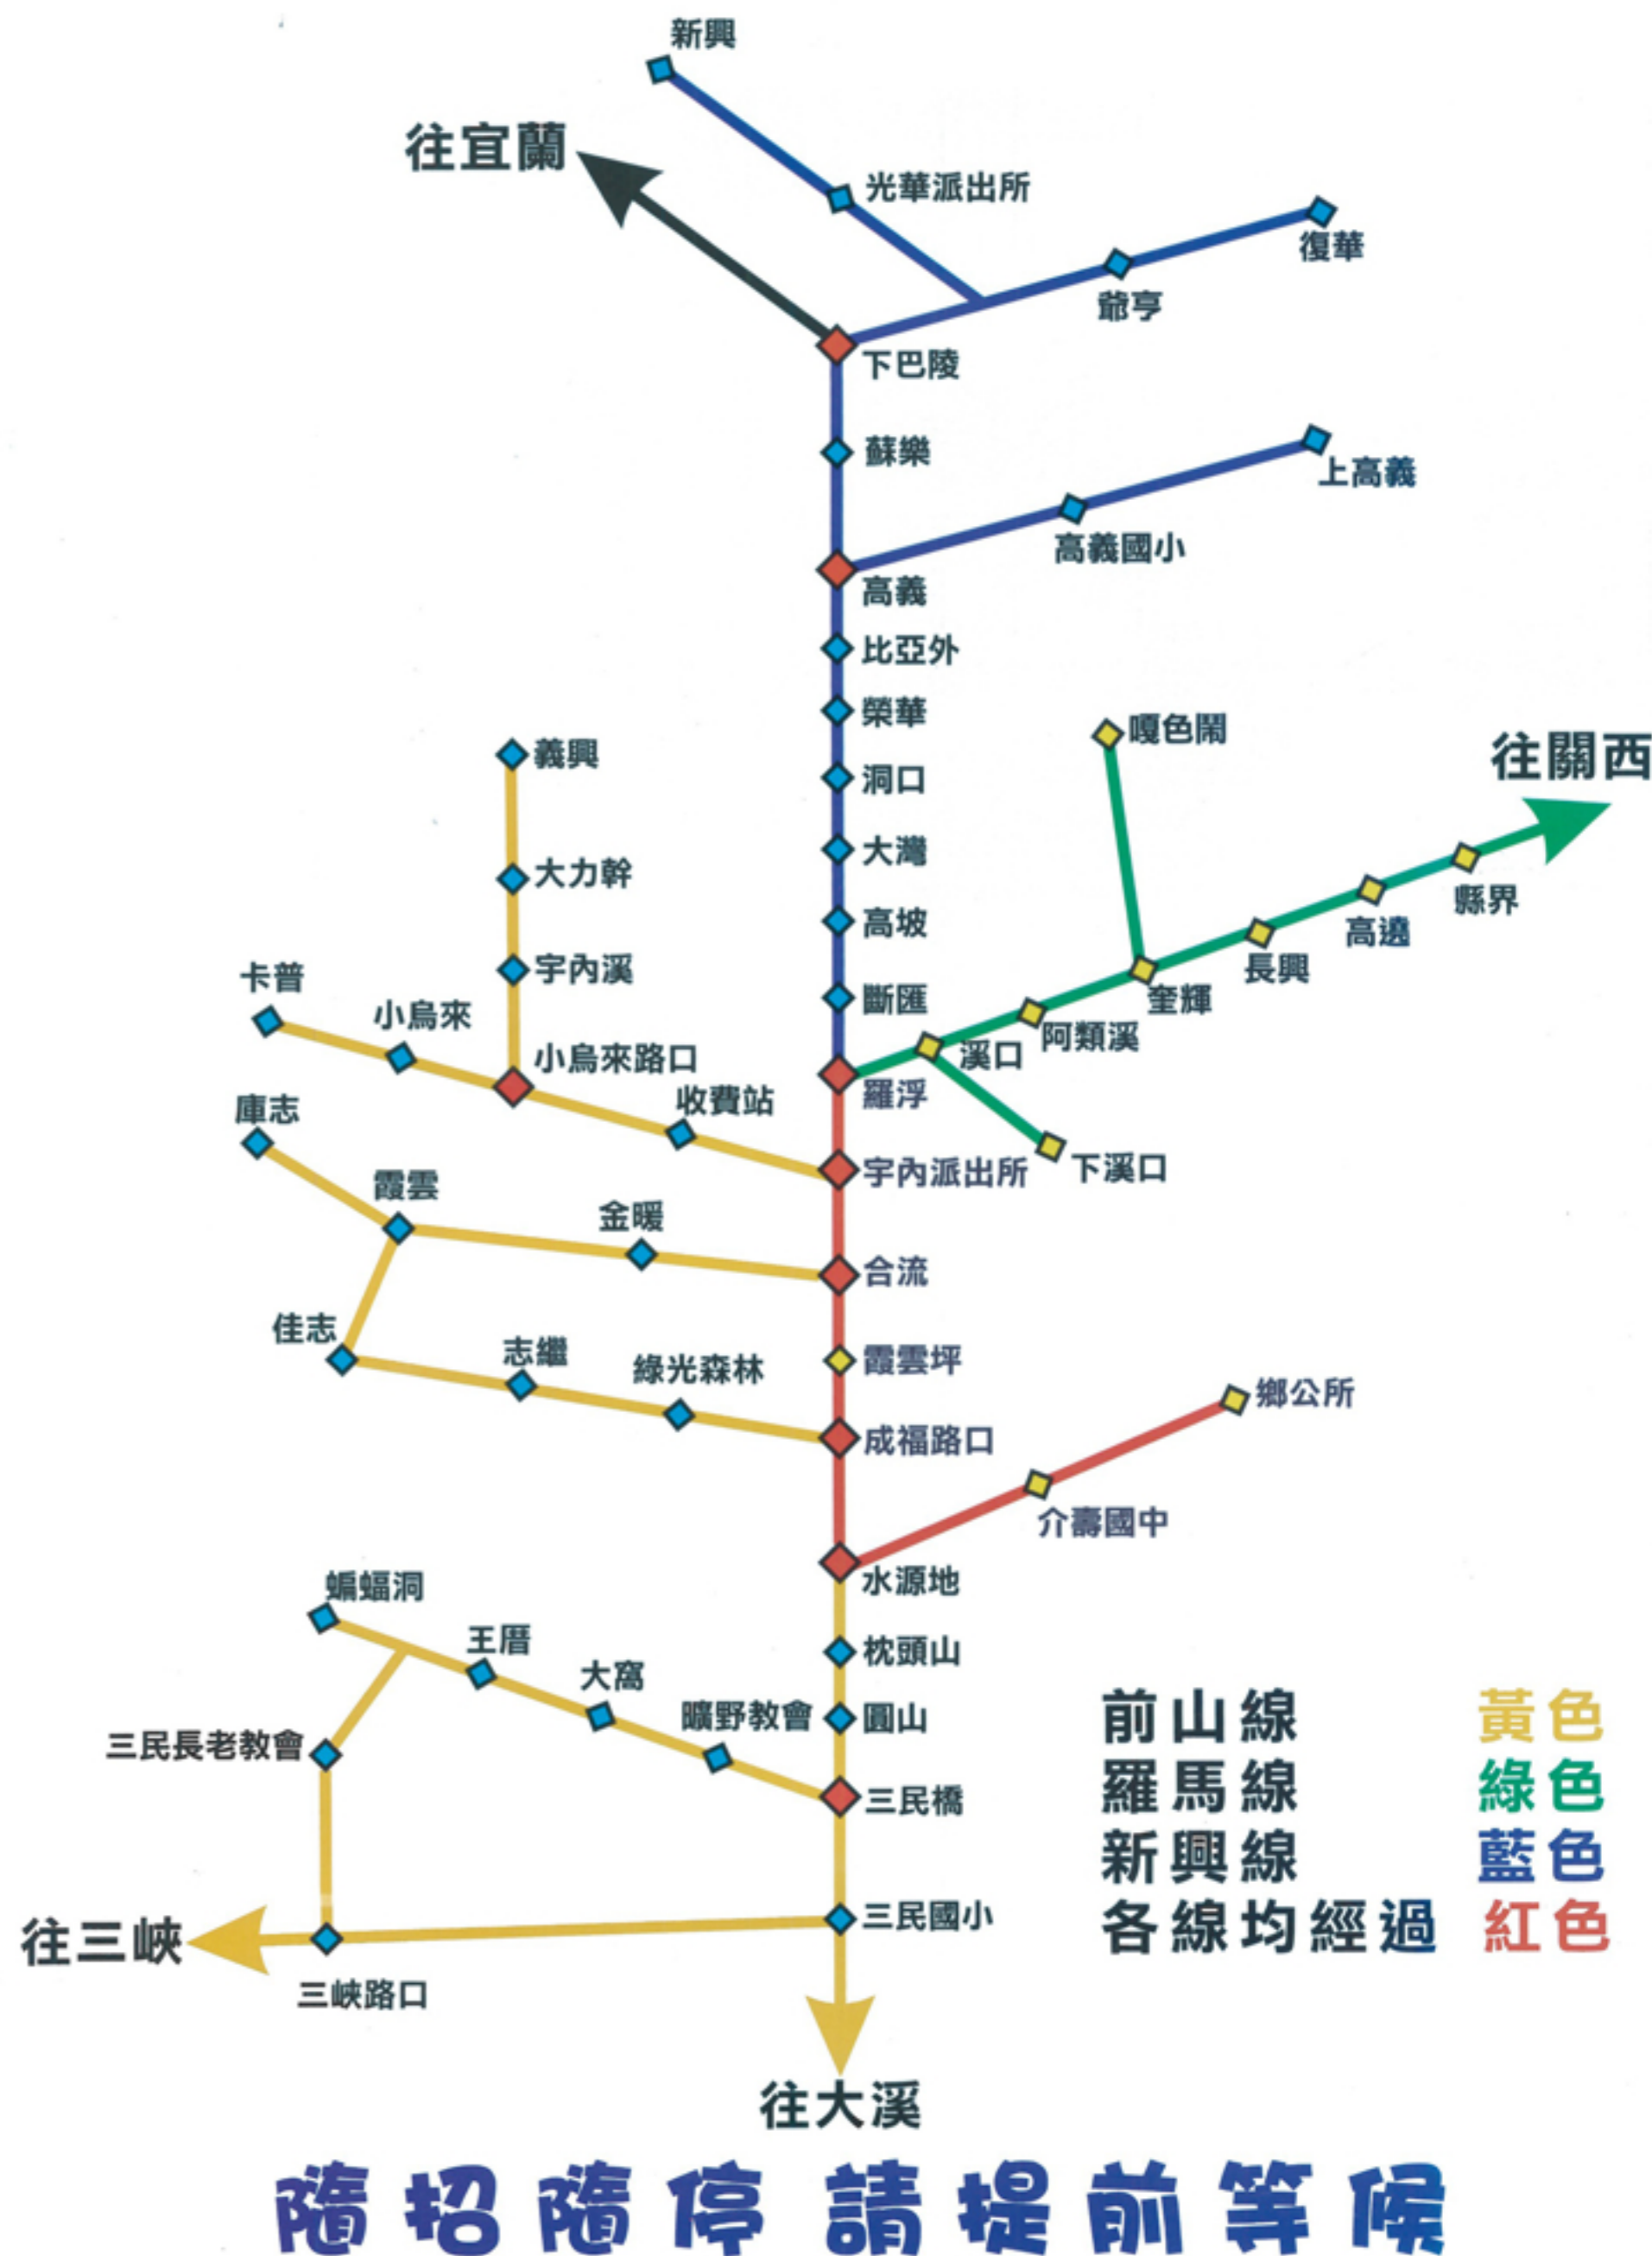 新興
往宜蘭
光華派出所
復華
爺亨
下巴陵
蘇樂
上高義
高義國小
高義
比亞外
榮華
嘎色鬧
往關西
義興
洞口
大灣
大力幹
縣界
高遶
高坡
宇內溪
長興
卡普
奎輝
斷匯
小烏來
阿類溪
溪口
小烏來路口
羅浮
收費站
庫志
下溪口
宇內派出所
霞雲
金暖
合流
佳志
志繼
霞雲坪
綠光森林
鄉公所
成福路口
介壽國中
水源地
蝙蝠洞
王厝
枕頭山
大窩
曠野教會
圓山
前山線 黃色
三民長老教會
羅馬線 綠色
三民橋
新興線 藍色
三民國小
各線均經過 紅色
往三峽
三峽路口
往大溪
隨招隨停 請提前等候